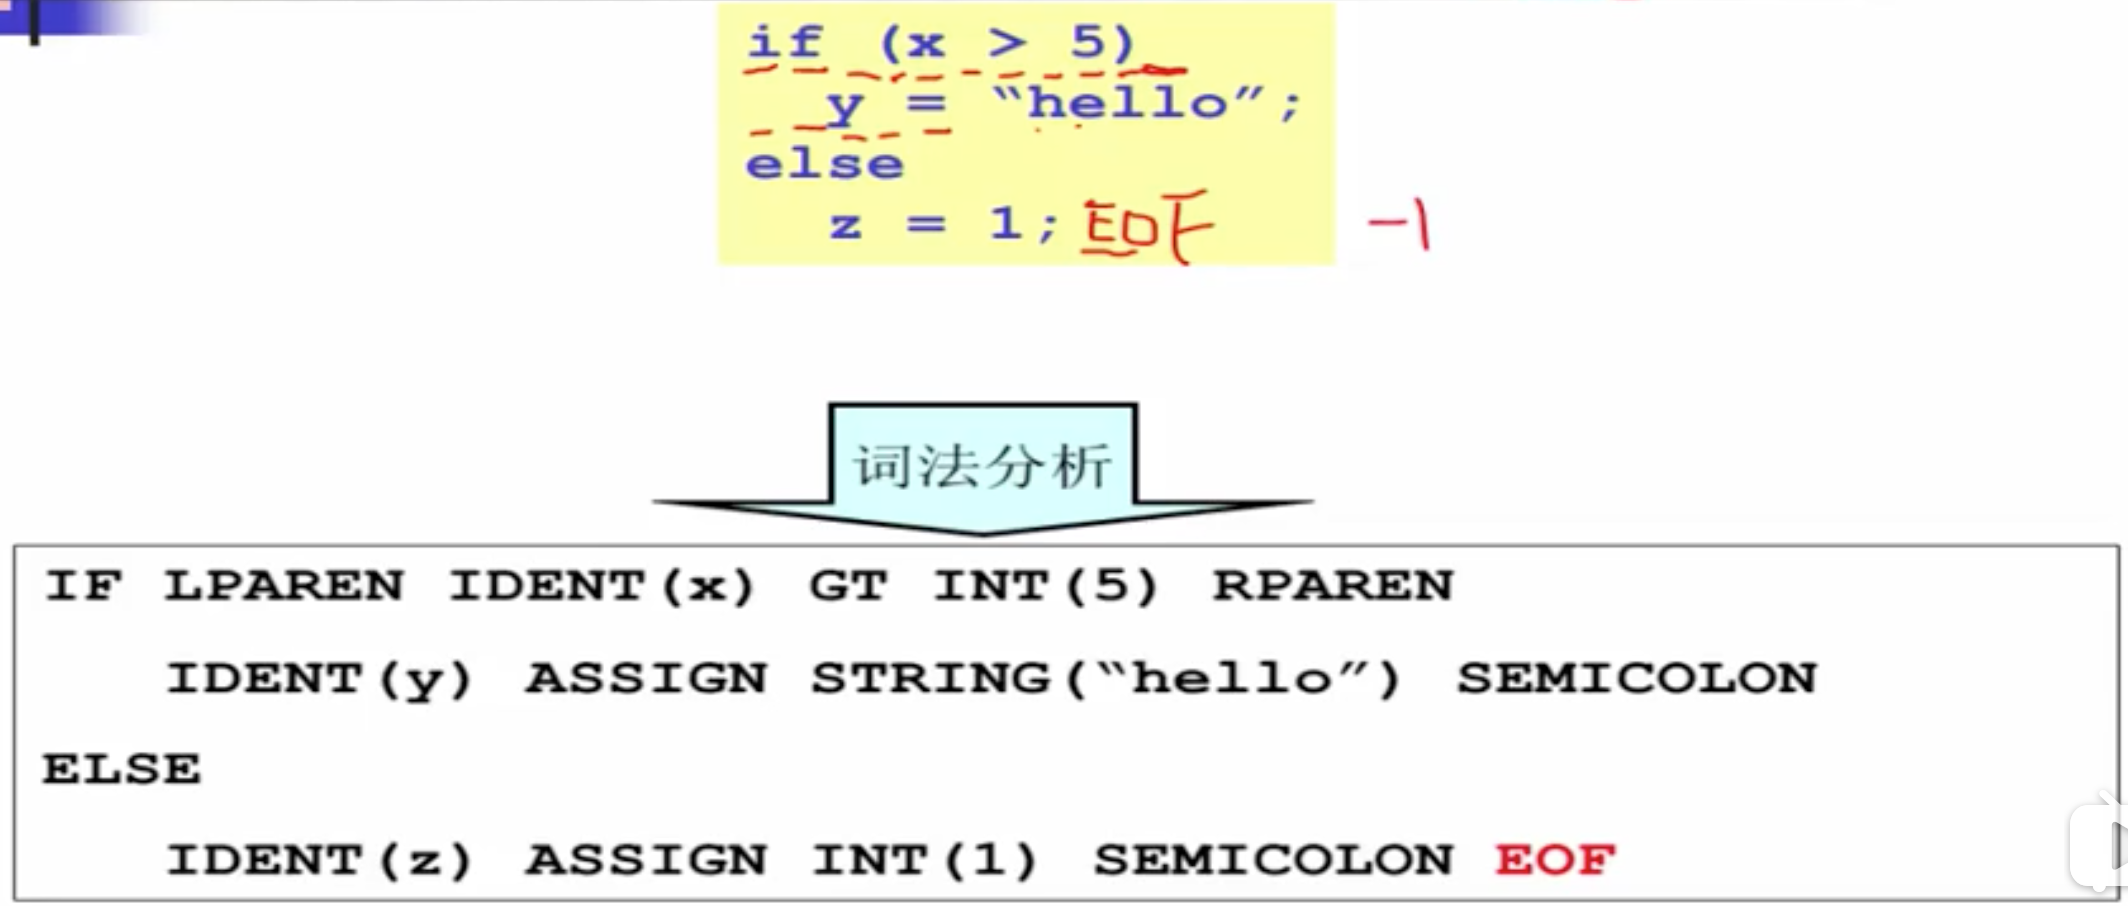 if (x > 5)
y = “hello”;
else
z = 1; EOF -1
词法分析
IF LPAREN IDENT(x) GT INT(5) RPAREN
IDENT(y) ASSIGN STRING(“hello”) SEMICOLON
ELSE
IDENT(z) ASSIGN INT(1) SEMICOLON EOF